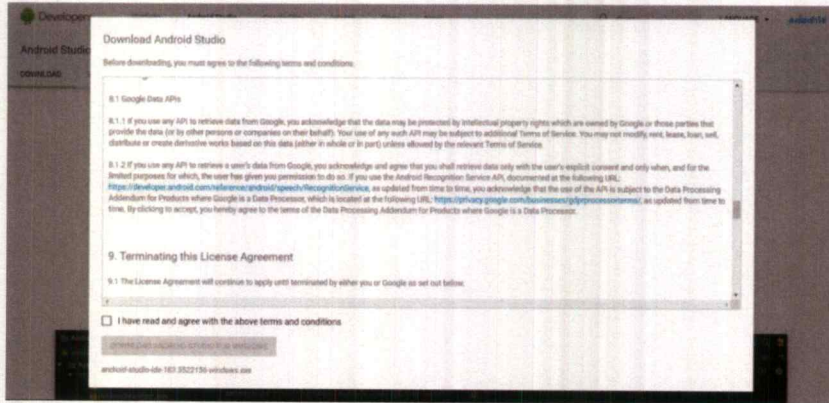 Developers
Android Studio
DOWNLOAD
Download Android Studio
Before downloading, you must agree to the following terms and conditions.
8.1 Google Data APIs
8.1.1 If you use any API to retrieve data from Google, you acknowledge that the data may be protected by intellectual property rights which are owned by Google or those parties that
provide the data (or by other persons or companies on their behalf). Your use of any such API may be subject to additional Terms of Service. You may not modify, rent, lease, loan, sell,
distribute or create derivative works based on this data (either in whole or in part) unless allowed by the relevant Terms of Service.
8.1.2 If you use any API to retrieve a user's data from Google, you acknowledge and agree that you shall retrieve data only with the user's explicit consent and only when, and for the
limited purposes for which, the user has given you permission to do so. If you use the Android Recognition Service API, documented at the following URL:
https://developer.android.com/reference/android/speech/RecognitionService, as updated from time to time, you acknowledge that the use of the API is subject to the Data Processing
Addendum for Products where Google is a Data Processor, which is located at the following URL: https://privacy.google.com/businesses/gdprprocessorterms/, as updated from time to
time. By clicking to accept, you hereby agree to the terms of the Data Processing Addendum for Products where Google is a Data Processor.
9. Terminating this License Agreement
9.1 The License Agreement will continue to apply until terminated by either you or Google as set out below.
I have read and agree with the above terms and conditions
DOWNLOAD ANDROID STUDIO FOR WINDOWS